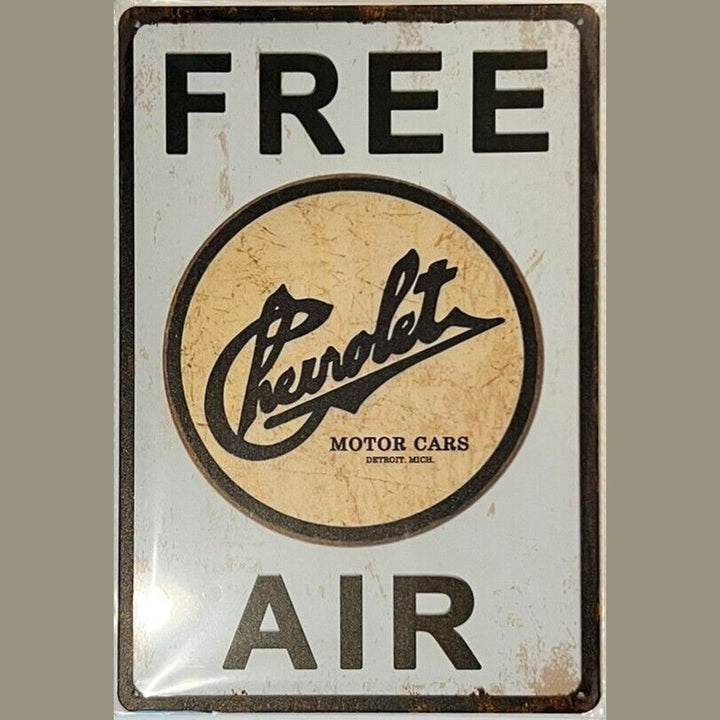 FREE
Chevrolet
MOTOR CARS
DETROIT. MICH.
AIR